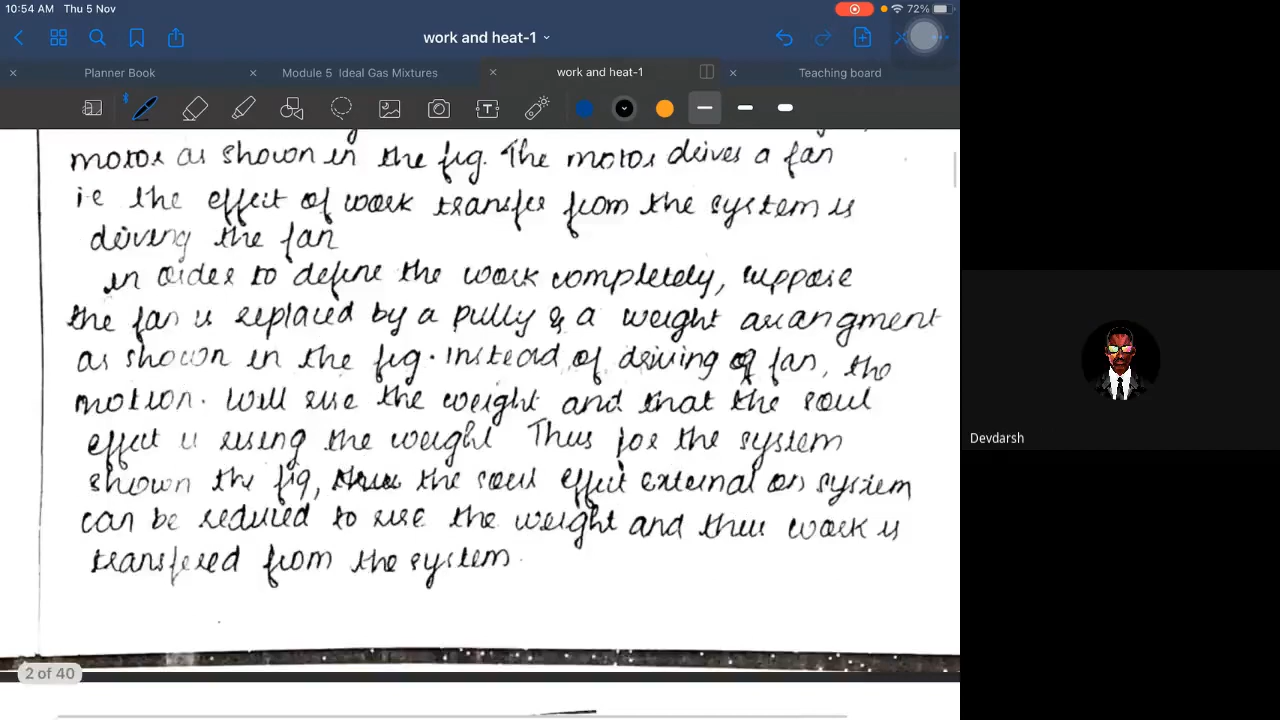 10:54 AM Thu 5 Nov
72%
work and heat-1
Planner Book
Module 5 Ideal Gas Mixtures
work and heat-1
Teaching board
motor as shown in the fig. The motor drives a fan
i.e the effect of work transfer from the system is
driving the fan
in order to define the work completely, suppose
the fan is replaced by a pully & a weight arrangment
as shown in the fig. instead of driving of fan, the
motion. Will rise the weight and that the soul
effect is rising the weight Thus for the system
shown the fig, the soul effect external on system
can be reduced to rise the weight and thus work is
transfered from the system.
2 of 40
Devdarsh